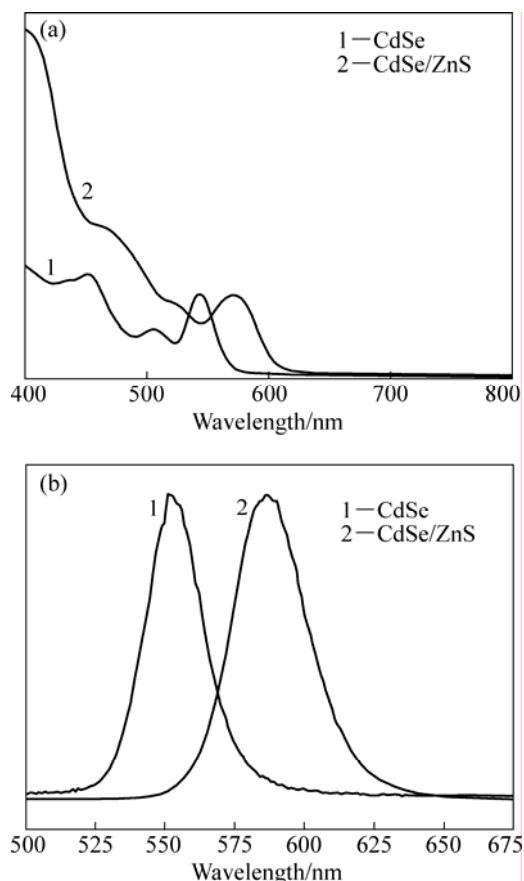 (a)
1—CdSe
2—CdSe/ZnS
2
1
400 500 600 700 800
Wavelength/nm
(b)
1 2 1—CdSe
2—CdSe/ZnS
500 525 550 575 600 625 650 675
Wavelength/nm